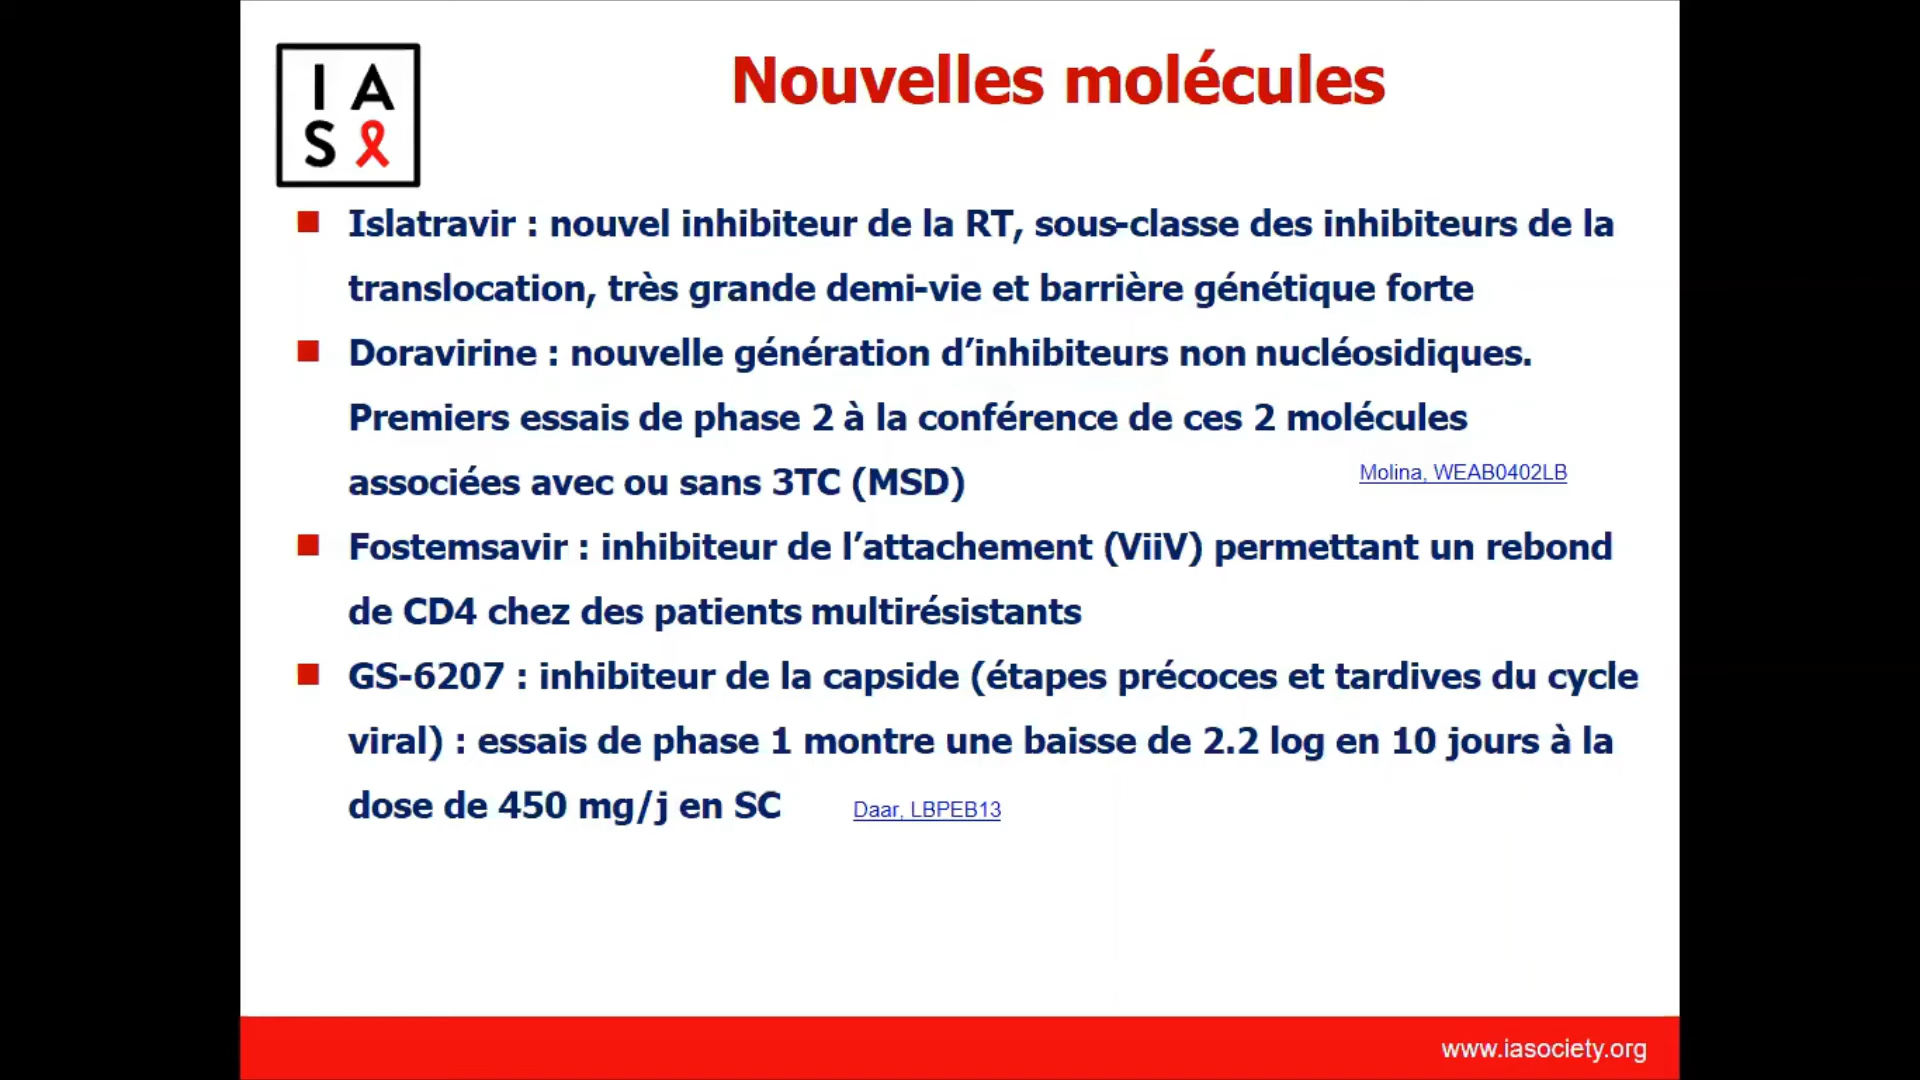 I A
S
Nouvelles molécules
Islatravir : nouvel inhibiteur de la RT, sous-classe des inhibiteurs de la
translocation, très grande demi-vie et barrière génétique forte
Doravirine : nouvelle génération d’inhibiteurs non nucléosidiques.
Premiers essais de phase 2 à la conférence de ces 2 molécules
associées avec ou sans 3TC (MSD)
Molina, WEAB0402LB
Fostemsavir : inhibiteur de l’attachement (ViiV) permettant un rebond
de CD4 chez des patients multirésistants
GS-6207 : inhibiteur de la capside (étapes précoces et tardives du cycle
viral) : essais de phase 1 montre une baisse de 2.2 log en 10 jours à la
dose de 450 mg/j en SC
Daar, LBPEB13
www.iasociety.org